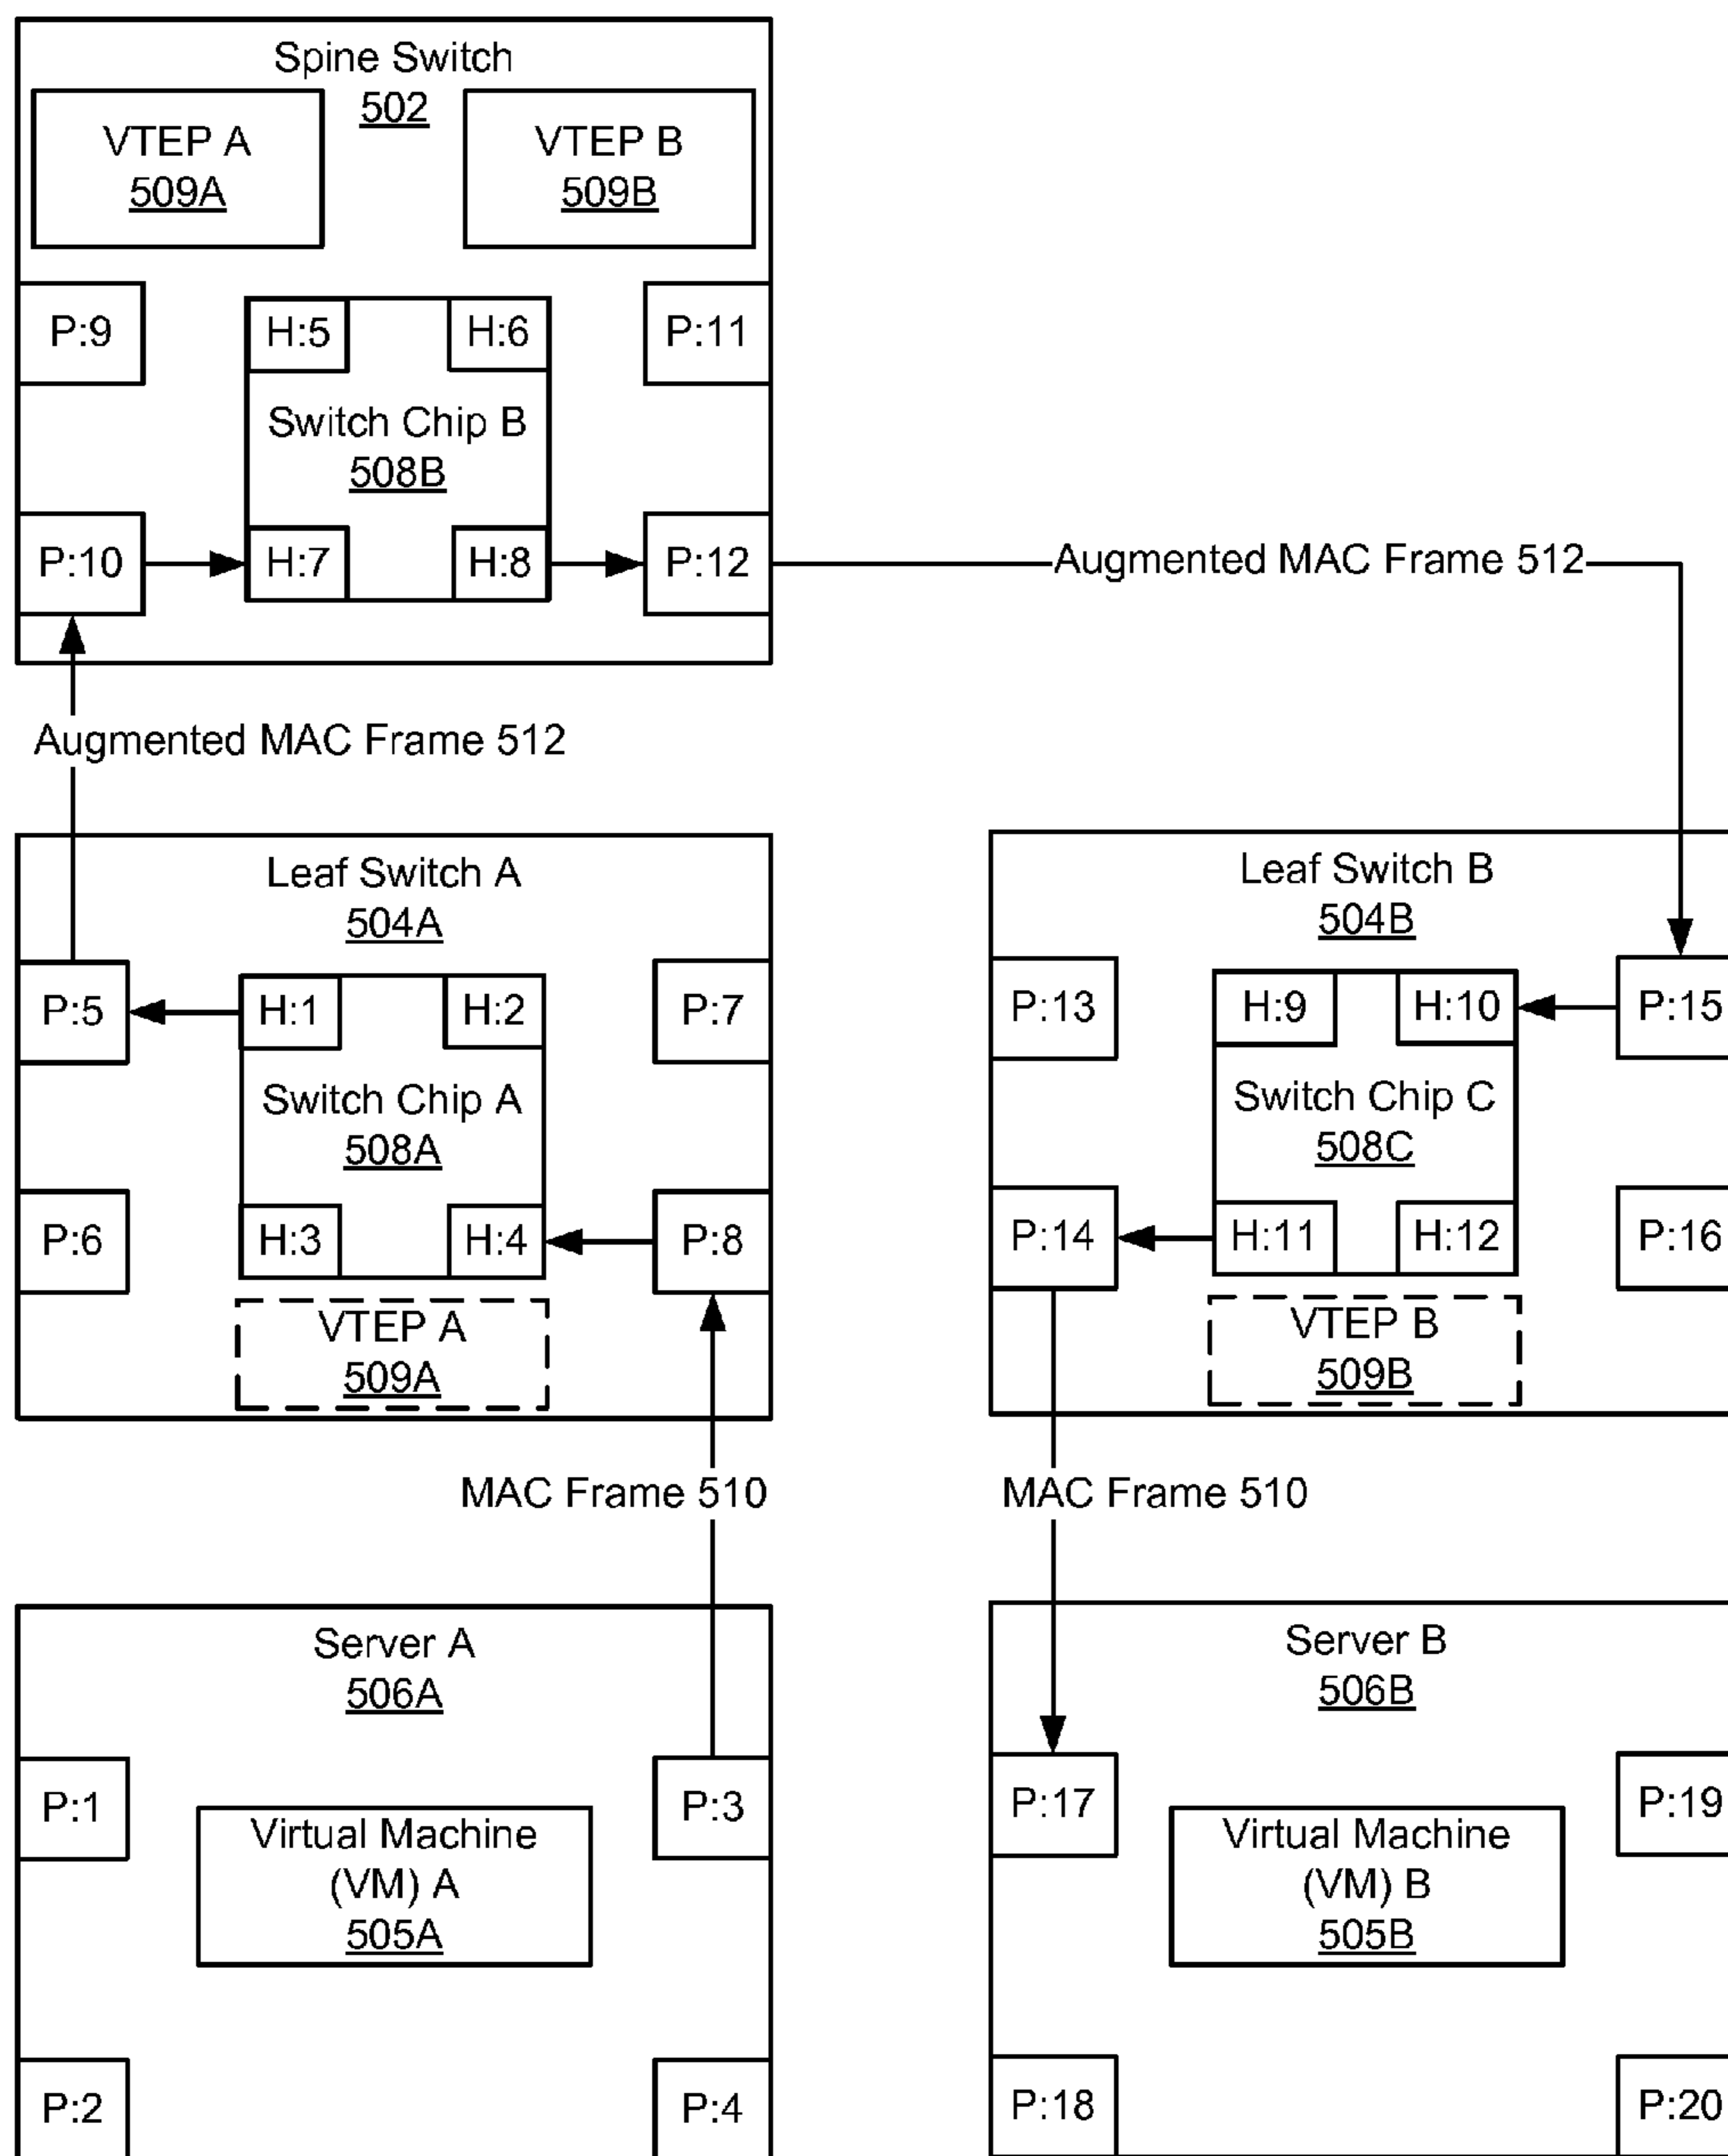 Spine Switch
502
VTEP A
509A
VTEP B
509B
P:9
H:5
H:6
P:11
Switch Chip B
508B
P:10
H:7
H:8
P:12
Augmented MAC Frame 512
Augmented MAC Frame 512
Leaf Switch A
504A
P:5
H:1
H:2
P:7
Switch Chip A
508A
P:6
H:3
H:4
P:8
VTEP A
509A
Leaf Switch B
504B
P:13
H:9
H:10
P:15
Switch Chip C
508C
P:14
H:11
H:12
P:16
VTEP B
509B
MAC Frame 510
MAC Frame 510
Server A
506A
P:1
P:3
Virtual Machine
(VM) A
505A
P:2
P:4
Server B
506B
P:17
P:19
Virtual Machine
(VM) B
505B
P:18
P:20